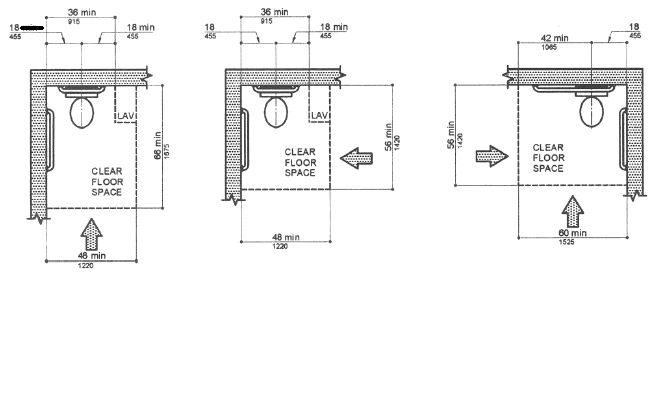 36 min
915
18
455
18 min
455
LAV
CLEAR
FLOOR
SPACE
66 min
1675
48 min
1220
36 min
915
18
455
18 min
455
LAV
CLEAR
FLOOR
SPACE
56 min
1420
48 min
1220
42 min
1065
18
455
56 min
1420
CLEAR
FLOOR
SPACE
60 min
1525